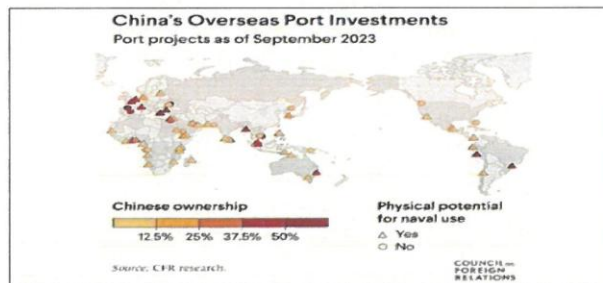 China's Overseas Port Investments
Port projects as of September 2023
Chinese ownership
12.5% 25% 37.5% 50%
Physical potential
for naval use
Yes
No
Source: CFR research.
COUNCIL on
FOREIGN
RELATIONS